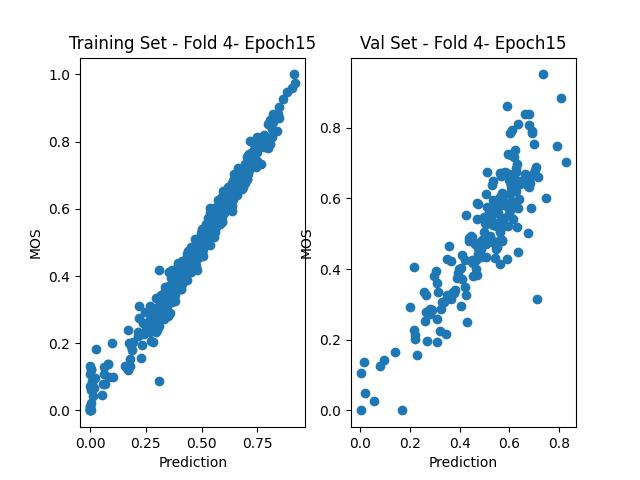 Training Set - Fold 4- Epoch15
Val Set - Fold 4- Epoch15
MOS
1.0
0.8
0.6
0.4
0.2
0.0
0.00 0.25 0.50 0.75
Prediction
MOS
0.8
0.6
0.4
0.2
0.0
0.0 0.2 0.4 0.6 0.8
Prediction